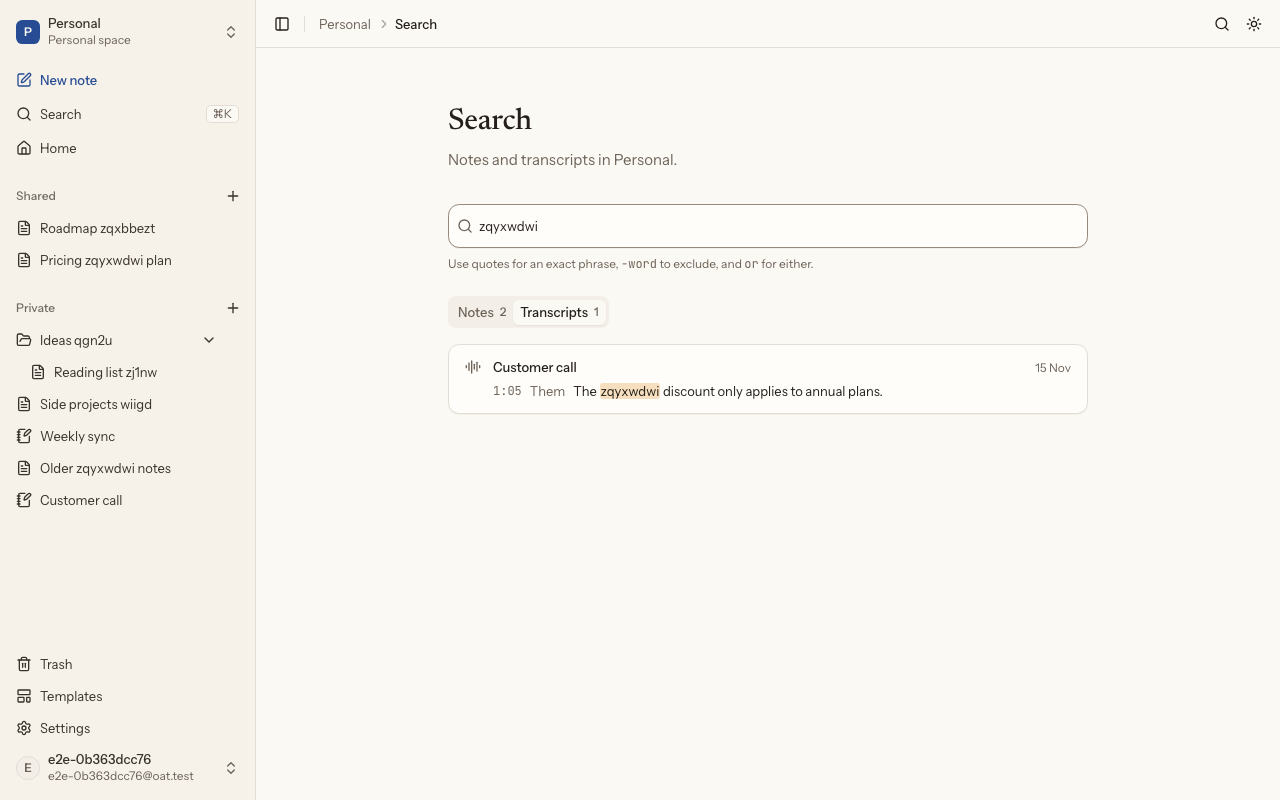 P
Personal
Personal space
New note
Search ⌘K
Home
Shared
Roadmap zqxbbezt
Pricing zqyxwdwi plan
Private
Ideas qgn2u
Reading list zj1nw
Side projects wiigd
Weekly sync
Older zqyxwdwi notes
Customer call
Trash
Templates
Settings
E
e2e-0b363dcc76
e2e-0b363dcc76@oat.test
Personal > Search
Search
Notes and transcripts in Personal.
zqyxwdwi
Use quotes for an exact phrase, -word to exclude, and or for either.
Notes 2 Transcripts 1
Customer call 15 Nov
1:05 Them The zqyxwdwi discount only applies to annual plans.